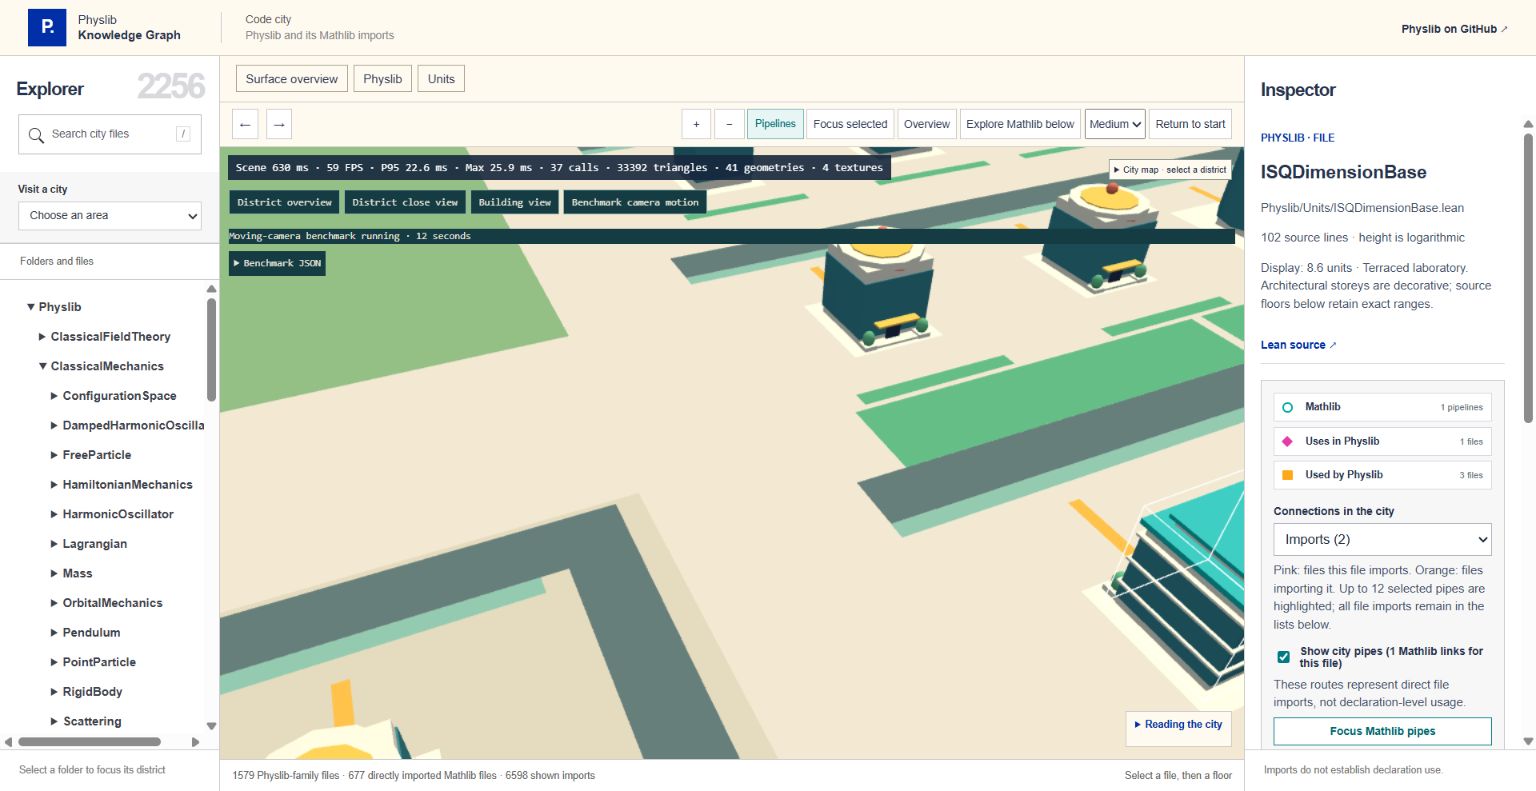 P.
Physlib
Knowledge Graph
Code city
Physlib and its Mathlib imports
Physlib on GitHub ↗
Explorer
2256
Search city files
/
Visit a city
Choose an area
Folders and files
▼ Physlib
▶ ClassicalFieldTheory
▼ ClassicalMechanics
▶ ConfigurationSpace
▶ DampedHarmonicOscilla
▶ FreeParticle
▶ HamiltonianMechanics
▶ HarmonicOscillator
▶ Lagrangian
▶ Mass
▶ OrbitalMechanics
▶ Pendulum
▶ PointParticle
▶ RigidBody
▶ Scattering
Select a folder to focus its district
Surface overview
Physlib
Units
←
→
+
−
Pipelines
Focus selected
Overview
Explore Mathlib below
Medium
Return to start
Scene 630 ms · 59 FPS · P95 22.6 ms · Max 25.9 ms · 37 calls · 33392 triangles · 41 geometries · 4 textures
▶ City map · select a district
District overview
District close view
Building view
Benchmark camera motion
Moving-camera benchmark running · 12 seconds
▶ Benchmark JSON
▶ Reading the city
1579 Physlib-family files · 677 directly imported Mathlib files · 6598 shown imports
Select a file, then a floor
Inspector
PHYSLIB · FILE
ISQDimensionBase
Physlib/Units/ISQDimensionBase.lean
102 source lines · height is logarithmic
Display: 8.6 units · Terraced laboratory.
Architectural storeys are decorative; source
floors below retain exact ranges.
Lean source ↗
Mathlib
1 pipelines
Uses in Physlib
1 files
Used by Physlib
3 files
Connections in the city
Imports (2)
Pink: files this file imports. Orange: files
importing it. Up to 12 selected pipes are
highlighted; all file imports remain in the
lists below.
Show city pipes (1 Mathlib links for
this file)
These routes represent direct file
imports, not declaration-level usage.
Focus Mathlib pipes
Imports do not establish declaration use.